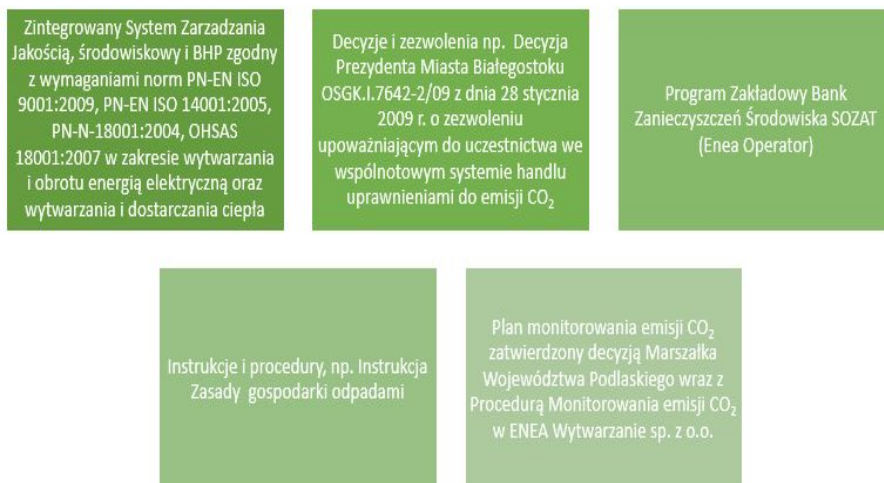 Zintegrowany System Zarzadzania
Jakością, środowiskowy i BHP zgodny
z wymaganiami norm PN-EN ISO
9001:2009, PN-EN ISO 14001:2005,
PN-N-18001:2004, OHSAS
18001:2007 w zakresie wytwarzania
i obrotu energią elektryczną oraz
wytwarzania i dostarczania ciepła
Decyzje i zezwolenia np. Decyzja
Prezydenta Miasta Białegostoku
OSGK.I.7642-2/09 z dnia 28 stycznia
2009 r. o zezwoleniu
upoważniającym do uczestnictwa we
wspólnotowym systemie handlu
uprawnieniami do emisji CO₂
Program Zakładowy Bank
Zanieczyszczeń Środowiska SOZAT
(Enea Operator)
Instrukcje i procedury, np. Instrukcja
Zasady gospodarki odpadami
Plan monitorowania emisji CO₂
zatwierdzony decyzją Marszałka
Województwa Podlaskiego wraz z
Procedurą Monitorowania emisji CO₂
w ENEA Wytwarzanie sp. z o.o.